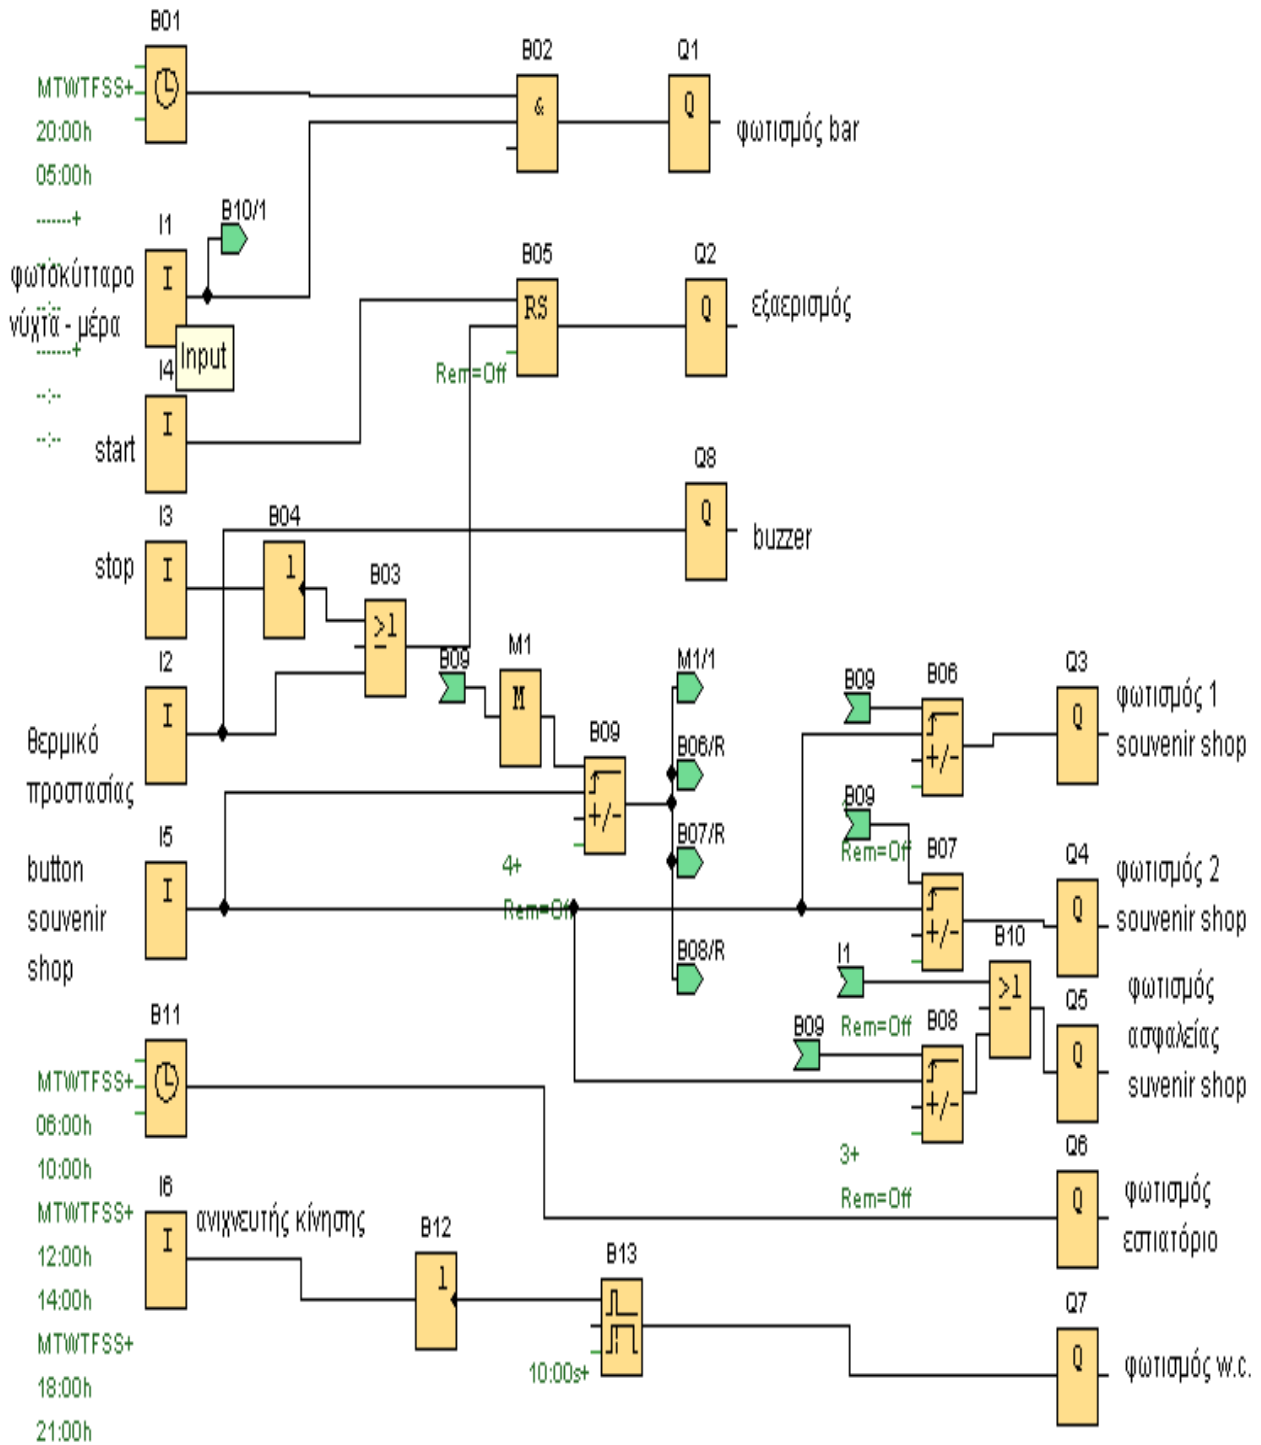 B01
MTWTFSS+
20:00h
05:00h
-------+
--:--
--:--
-------+
--:--
--:--
B02
&
Q1
Q
φωτισμός bar
I1
I
B10/1
φωτοκύτταρο
νύχτα - μέρα
Input
B05
RS
Rem=Off
Q2
Q
εξαερισμός
I4
I
start
Q8
Q
buzzer
I3
I
stop
B04
1
B03
>1
I2
I
θερμικό
προστασίας
B09
M1
M
B09
+/-
4+
Rem=Off
M1/1
B06/R
B07/R
B08/R
B09
B06
+/-
Rem=Off
Q3
Q
φωτισμός 1
souvenir shop
I5
I
button
souvenir
shop
B09
B07
+/-
Rem=Off
Q4
Q
φωτισμός 2
souvenir shop
I1
B10
>1
B09
B08
+/-
3+
Rem=Off
Q5
Q
φωτισμός
ασφαλείας
suvenir shop
B11
MTWTFSS+
06:00h
10:00h
MTWTFSS+
12:00h
14:00h
MTWTFSS+
18:00h
21:00h
Q6
Q
φωτισμός
εστιατόριο
I6
I
ανιχνευτής κίνησης
B12
1
B13
10:00s+
Q7
Q
φωτισμός w.c.